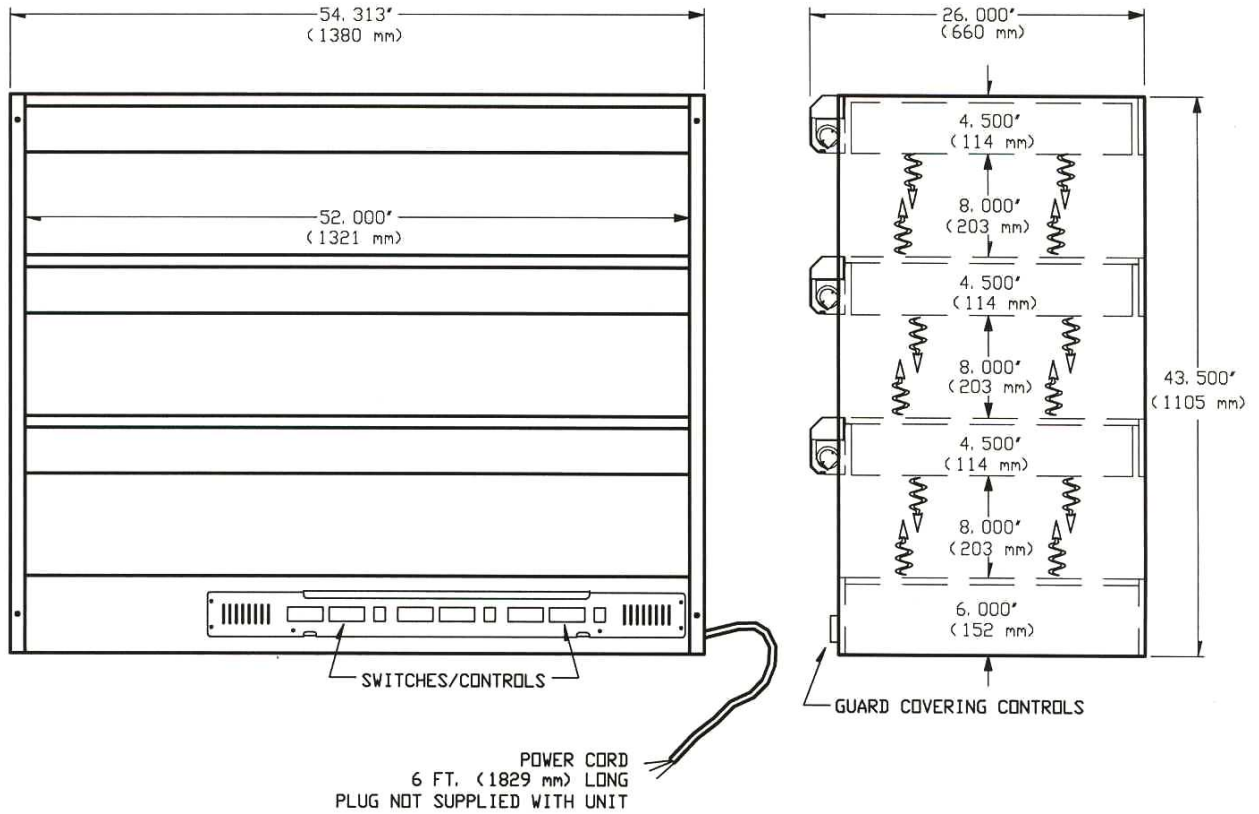 54.313"
(1380 mm)
26.000"
(660 mm)
4.500"
(114 mm)
52.000"
(1321 mm)
8.000"
(203 mm)
4.500"
(114 mm)
8.000"
(203 mm)
43.500"
(1105 mm)
4.500"
(114 mm)
8.000"
(203 mm)
6.000"
(152 mm)
SWITCHES/CONTROLS
GUARD COVERING CONTROLS
POWER CORD
6 FT. (1829 mm) LONG
PLUG NOT SUPPLIED WITH UNIT